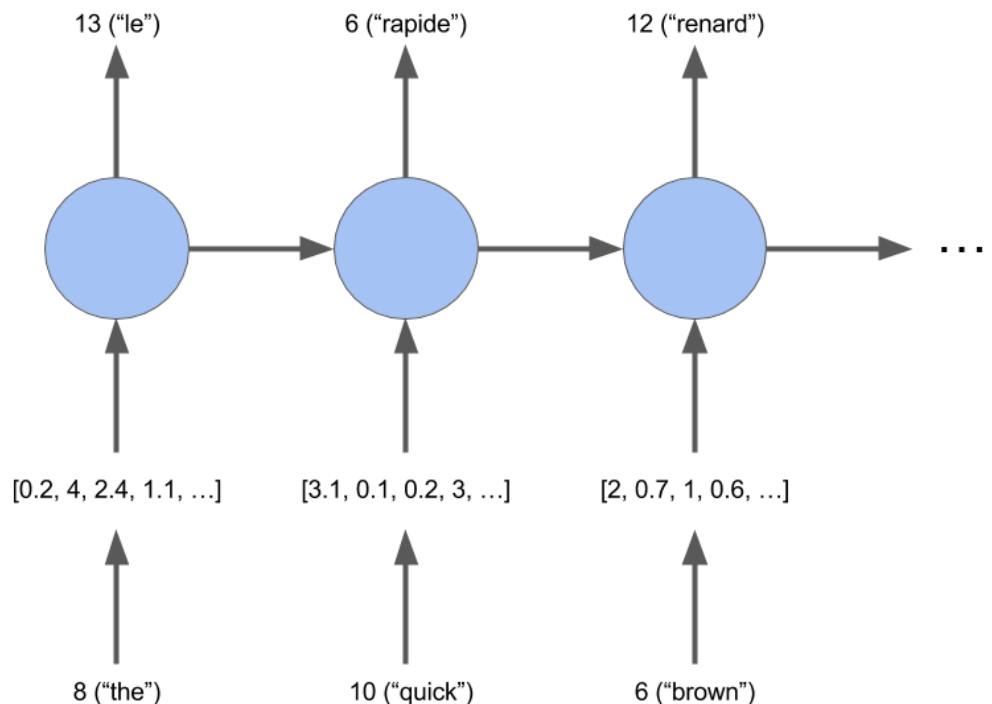 13 (“le”) 6 (“rapide”) 12 (“renard”)
...
[0.2, 4, 2.4, 1.1, …] [3.1, 0.1, 0.2, 3, …] [2, 0.7, 1, 0.6, …]
8 (“the”) 10 (“quick”) 6 (“brown”)